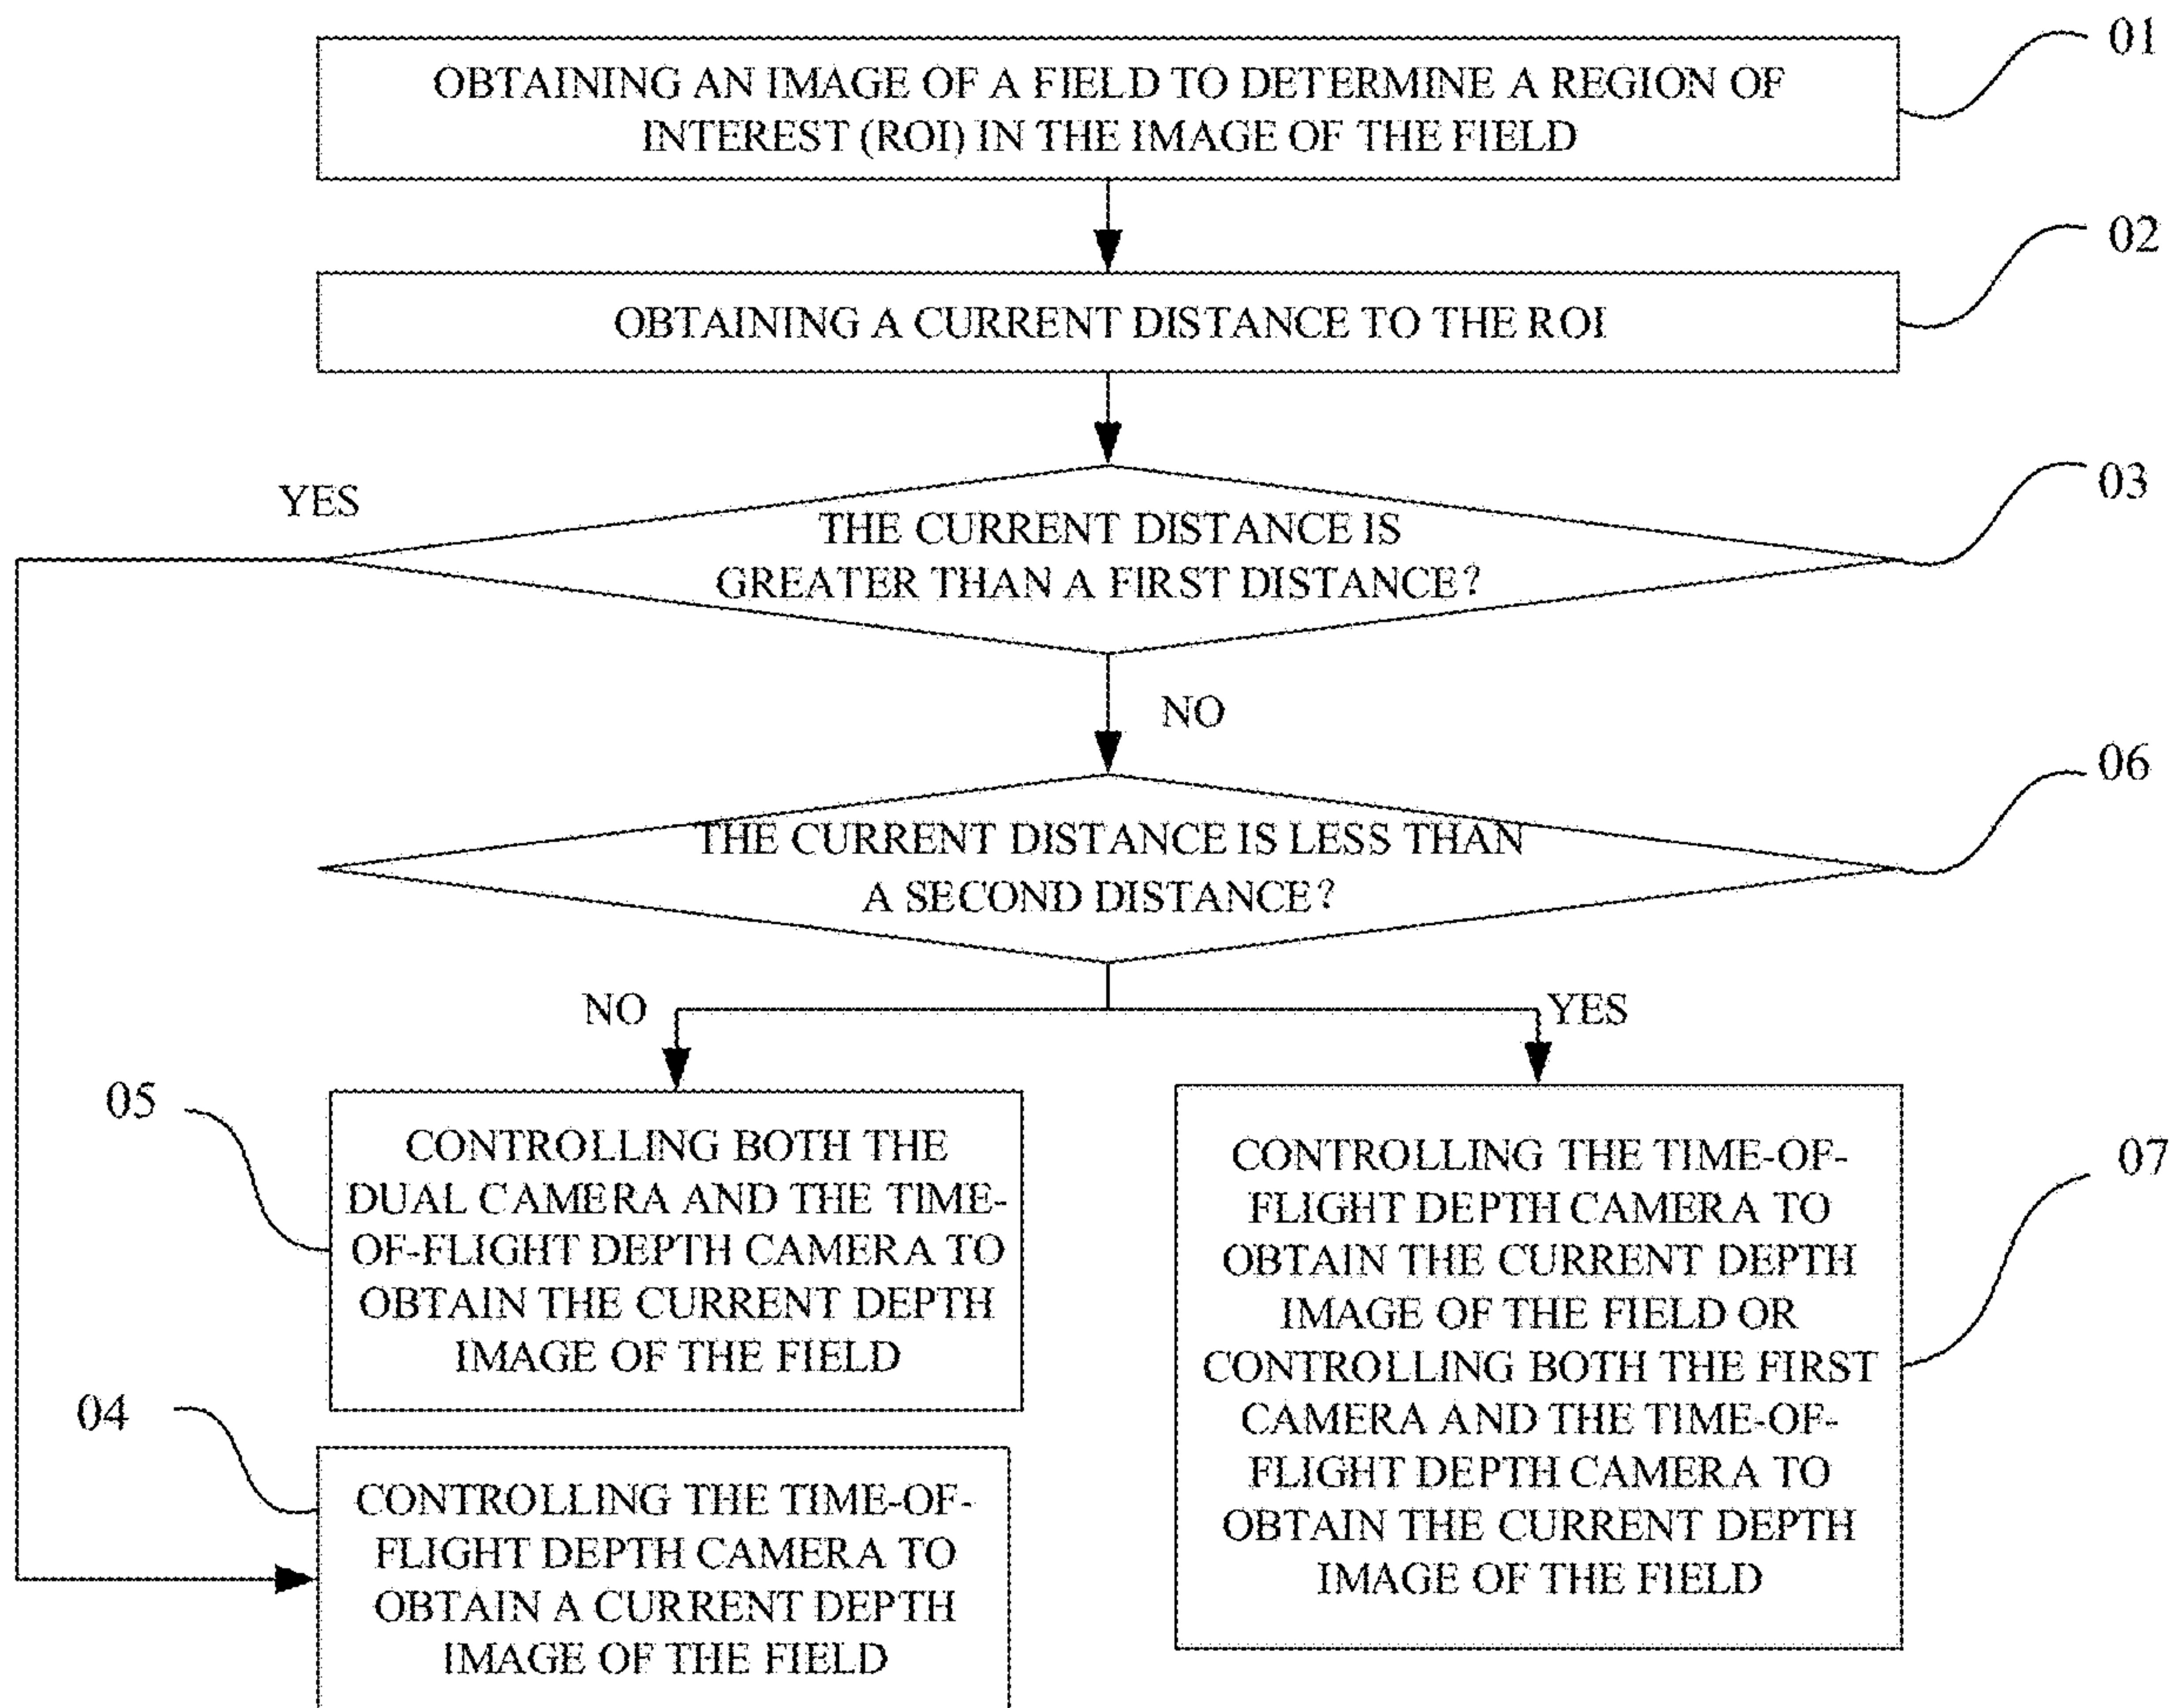 01
OBTAINING AN IMAGE OF A FIELD TO DETERMINE A REGION OF
INTEREST (ROI) IN THE IMAGE OF THE FIELD
02
OBTAINING A CURRENT DISTANCE TO THE ROI
03
YES
THE CURRENT DISTANCE IS
GREATER THAN A FIRST DISTANCE?
NO
06
THE CURRENT DISTANCE IS LESS THAN
A SECOND DISTANCE?
NO
YES
05
CONTROLLING BOTH THE
DUAL CAMERA AND THE TIME-
OF-FLIGHT DEPTH CAMERA TO
OBTAIN THE CURRENT DEPTH
IMAGE OF THE FIELD
07
CONTROLLING THE TIME-OF-
FLIGHT DEPTH CAMERA TO
OBTAIN THE CURRENT DEPTH
IMAGE OF THE FIELD OR
CONTROLLING BOTH THE FIRST
CAMERA AND THE TIME-OF-
FLIGHT DEPTH CAMERA TO
OBTAIN THE CURRENT DEPTH
IMAGE OF THE FIELD
04
CONTROLLING THE TIME-OF-
FLIGHT DEPTH CAMERA TO
OBTAIN A CURRENT DEPTH
IMAGE OF THE FIELD